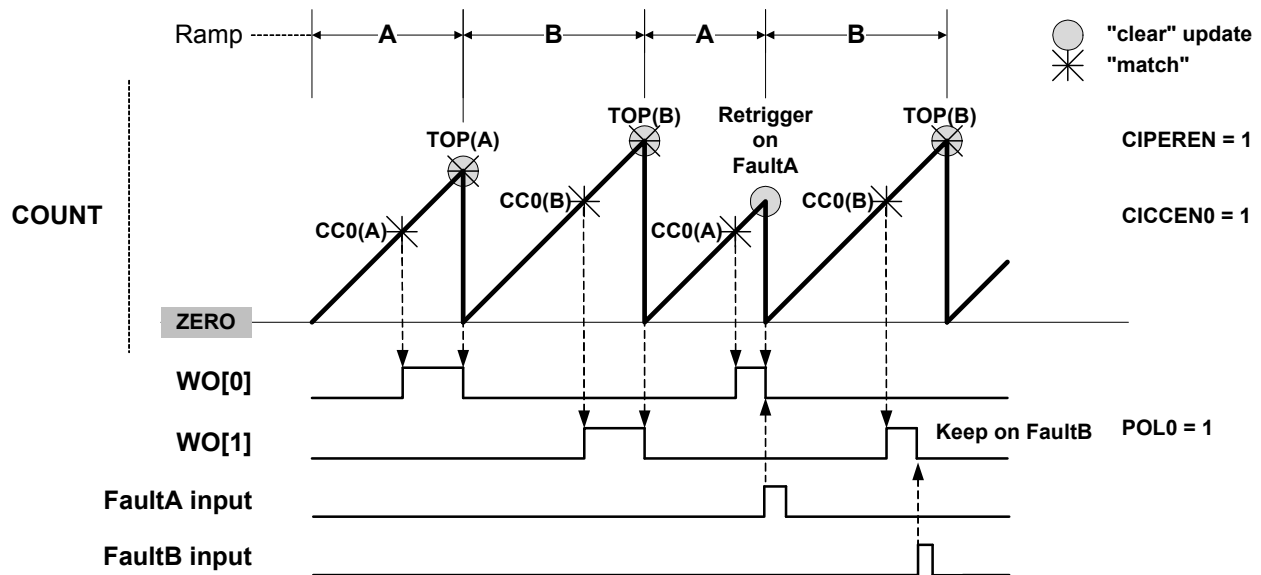 Ramp A B A B
"clear" update
"match"
TOP(A)
TOP(B)
Retrigger
on
FaultA
TOP(B)
CIPEREN = 1
COUNT
CC0(A)
CC0(B)
CC0(A)
CC0(B)
CICCEN0 = 1
ZERO
WO[0]
WO[1]
Keep on FaultB
POL0 = 1
FaultA input
FaultB input